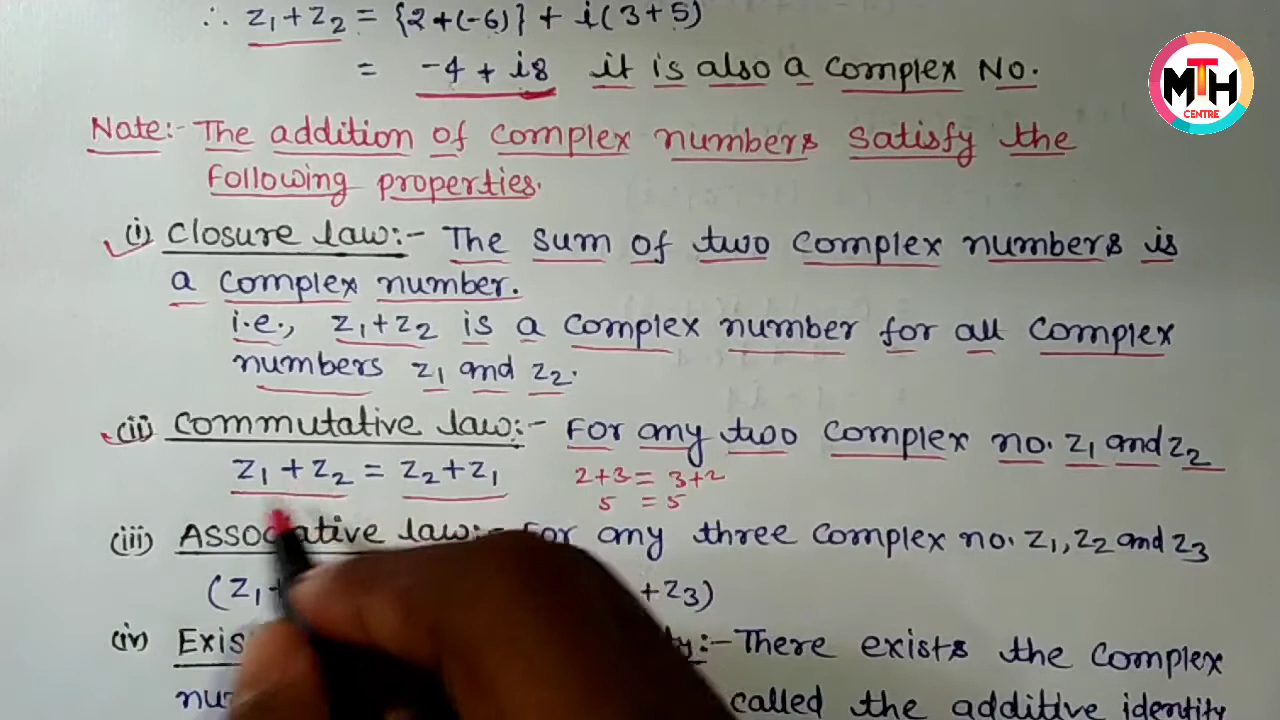 ∴ z₁+z₂ = {2+(-6)} + i(3+5)
= -4 + i8 it is also a complex No.
MTH
CENTRE
Note:- The addition of complex numbers satisfy the
following properties.
(i) Closure law:- The sum of two complex numbers is
a complex number.
i.e., z₁+z₂ is a complex number for all complex
numbers z₁ and z₂.
(ii) Commutative law:- For any two complex no. z₁ and z₂
z₁+z₂ = z₂+z₁
2+3 = 3+2
5 = 5
(iii) Associative law:- For any three complex no. z₁, z₂ and z₃
(z₁+ +z₃)
(iv) :- There exists the complex
called the additive identity